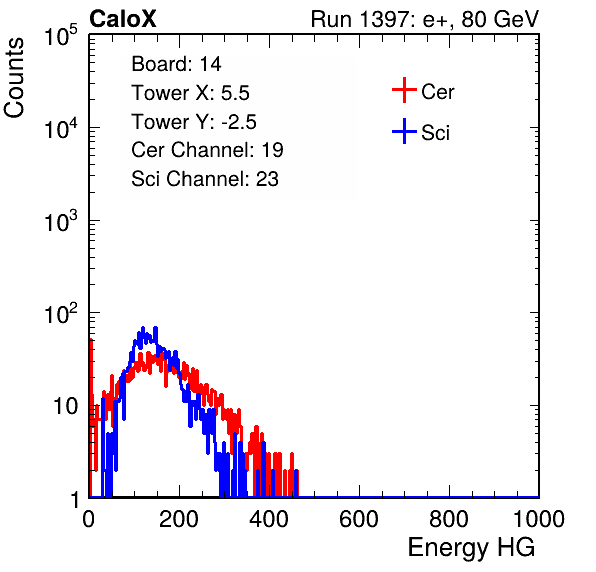 CaloX Run 1397: e+, 80 GeV
Counts
Board: 14
Tower X: 5.5
Tower Y: -2.5
Cer Channel: 19
Sci Channel: 23
Cer
Sci
10^5
10^4
10^3
10^2
10
1
0 200 400 600 800 1000
Energy HG